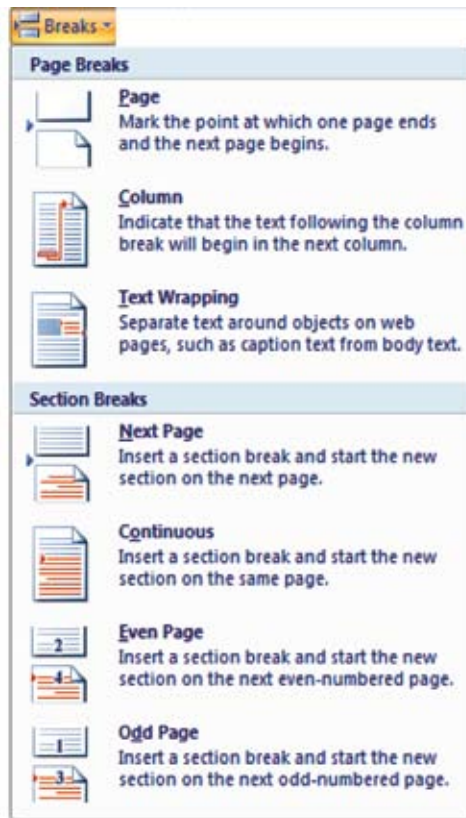 Breaks
Page Breaks
Page
Mark the point at which one page ends
and the next page begins.
Column
Indicate that the text following the column
break will begin in the next column.
Text Wrapping
Separate text around objects on web
pages, such as caption text from body text.
Section Breaks
Next Page
Insert a section break and start the new
section on the next page.
Continuous
Insert a section break and start the new
section on the same page.
Even Page
2
Insert a section break and start the new
4
section on the next even-numbered page.
Odd Page
1
Insert a section break and start the new
3
section on the next odd-numbered page.